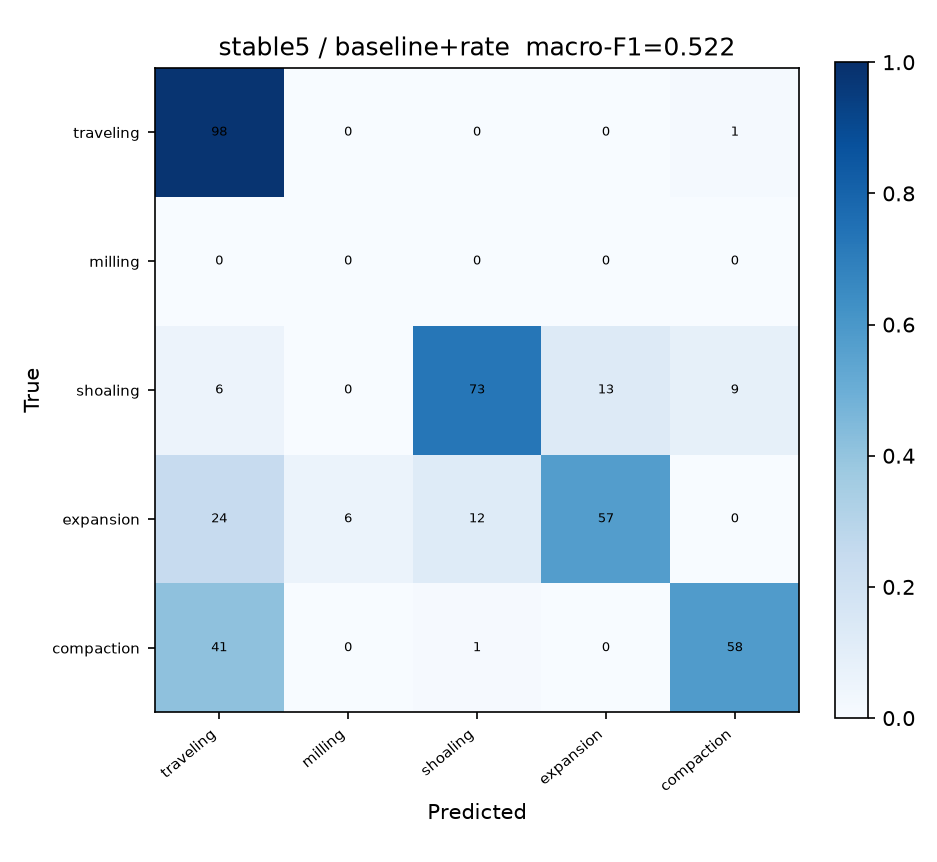 stable5 / baseline+rate  macro-F1=0.522
1.0
0.8
0.6
0.4
0.2
0.0
True
traveling 98 0 0 0 1
milling 0 0 0 0 0
shoaling 6 0 73 13 9
expansion 24 6 12 57 0
compaction 41 0 1 0 58
traveling milling shoaling expansion compaction
Predicted